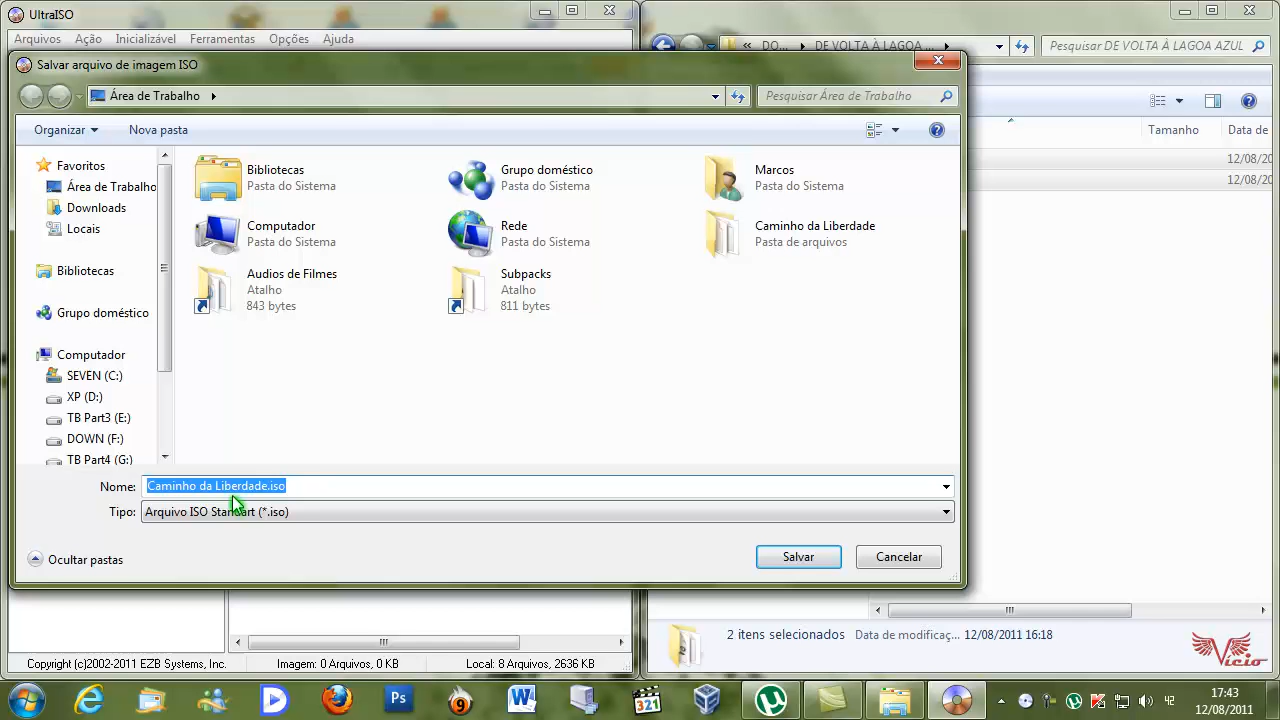 UltraISO
Arquivos Ação Inicializável Ferramentas Opções Ajuda
« DO... ▸ DE VOLTA À LAGOA ... Pesquisar DE VOLTA À LAGOA AZUL
Salvar arquivo de imagem ISO
Área de Trabalho
Pesquisar Área de Trabalho
Organizar Nova pasta
Tamanho Data de
12/08/2011
12/08/2011
Favoritos
Área de Trabalho
Downloads
Locais
Bibliotecas
Grupo doméstico
Computador
SEVEN (C:)
XP (D:)
TB Part3 (E:)
DOWN (F:)
TB Part4 (G:)
Bibliotecas
Pasta do Sistema
Grupo doméstico
Pasta do Sistema
Marcos
Pasta do Sistema
Computador
Pasta do Sistema
Rede
Pasta do Sistema
Caminho da Liberdade
Pasta de arquivos
Audios de Filmes
Atalho
843 bytes
Subpacks
Atalho
811 bytes
Nome: Caminho da Liberdade.iso
Tipo: Arquivo ISO Standart (*.iso)
Ocultar pastas
Salvar Cancelar
2 itens selecionados Data de modificaç... 12/08/2011 16:18
Vicio
Copyright (c)2002-2011 EZB Systems, Inc. Imagem: 0 Arquivos, 0 KB Local: 8 Arquivos, 2636 KB
Ps
W
321
17:43
12/08/2011